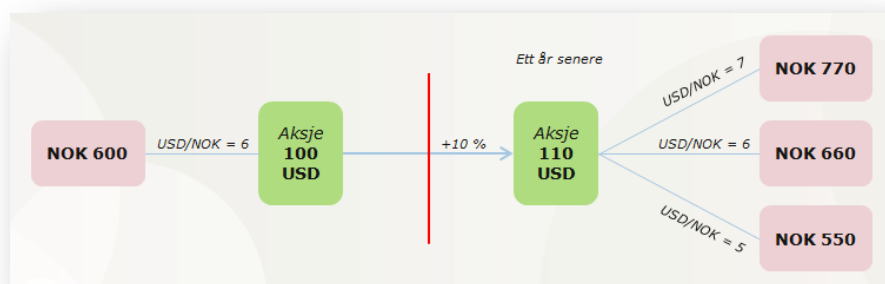 Ett år senere
NOK 600
USD/NOK = 6
Aksje
100
USD
+10 %
Aksje
110
USD
USD/NOK = 7
NOK 770
USD/NOK = 6
NOK 660
USD/NOK = 5
NOK 550